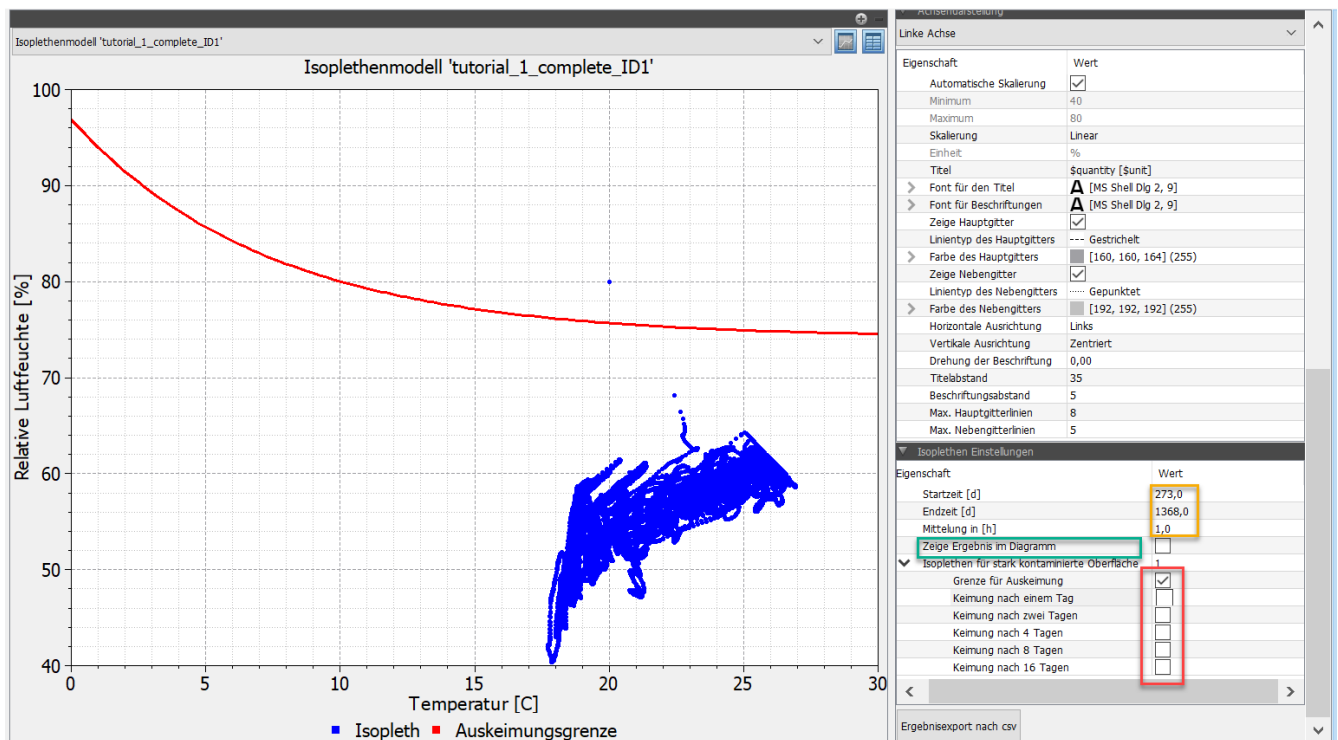 Achsendarstellung
Isoplethenmodell 'tutorial_1_complete_ID1'
Linke Achse
Isoplethenmodell 'tutorial_1_complete_ID1'
Eigenschaft Wert
Automatische Skalierung
Minimum 40
Maximum 80
Skalierung Linear
Einheit %
Titel $quantity [$unit]
Font für den Titel A [MS Shell Dlg 2, 9]
Font für Beschriftungen A [MS Shell Dlg 2, 9]
Zeige Hauptgitter
Linientyp des Hauptgitters Gestrichelt
Farbe des Hauptgitters [160, 160, 164] (255)
Zeige Nebengitter
Linientyp des Nebengitters Gepunktet
Farbe des Nebengitters [192, 192, 192] (255)
Horizontale Ausrichtung Links
Vertikale Ausrichtung Zentriert
Drehung der Beschriftung 0,00
Titelabstand 35
Beschriftungsabstand 5
Max. Hauptgitterlinien 8
Max. Nebengitterlinien 5
Isoplethen Einstellungen
Eigenschaft Wert
Startzeit [d] 273,0
Endzeit [d] 1368,0
Mittelung in [h] 1,0
Zeige Ergebnis im Diagramm
Isoplethen für stark kontaminierte Oberfläche 1
Grenze für Auskeimung
Keimung nach einem Tag
Keimung nach zwei Tagen
Keimung nach 4 Tagen
Keimung nach 8 Tagen
Keimung nach 16 Tagen
Ergebnisexport nach csv
Relative Luftfeuchte [%]
100
90
80
70
60
50
40
0 5 10 15 20 25 30
Temperatur [C]
Isopleth Auskeimungsgrenze